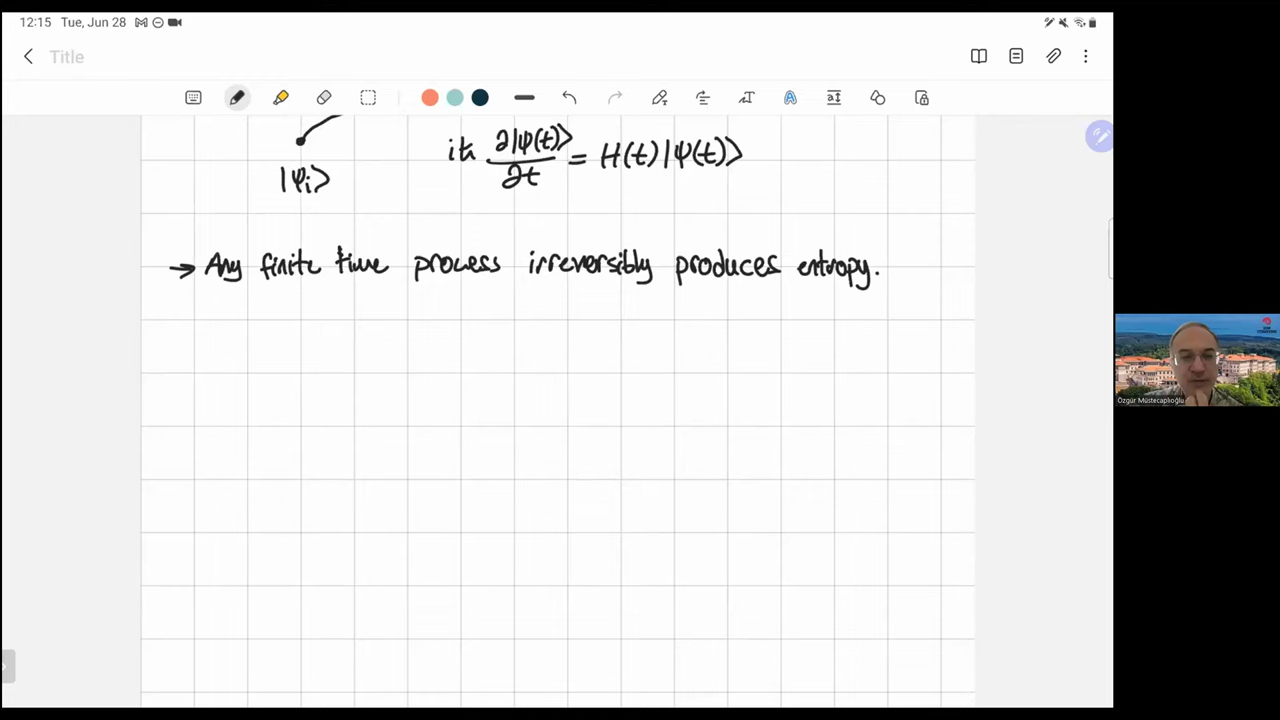 12:15 Tue, Jun 28
Title
iħ ∂|ψ(t)⟩/∂t = H(t)|ψ(t)⟩
|ψi⟩
→ Any finite time process irreversibly produces entropy.
Özgür Müstecaplıoğlu